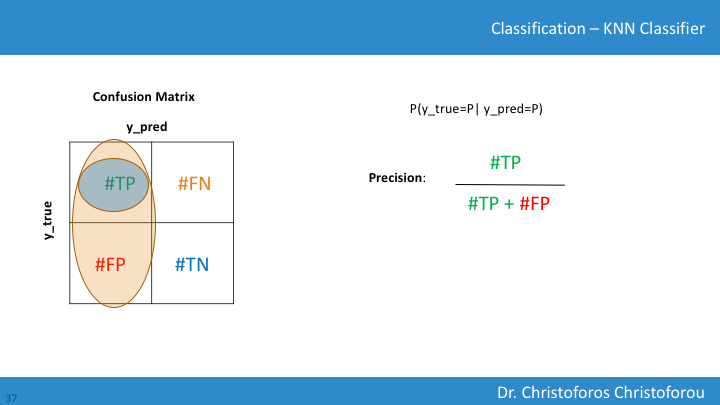 Classification – KNN Classifier
Confusion Matrix
y_pred
y_true
#TP
#FN
#FP
#TN
P(y_true=P| y_pred=P)
Precision:
#TP
#TP + #FP
37
Dr. Christoforos Christoforou